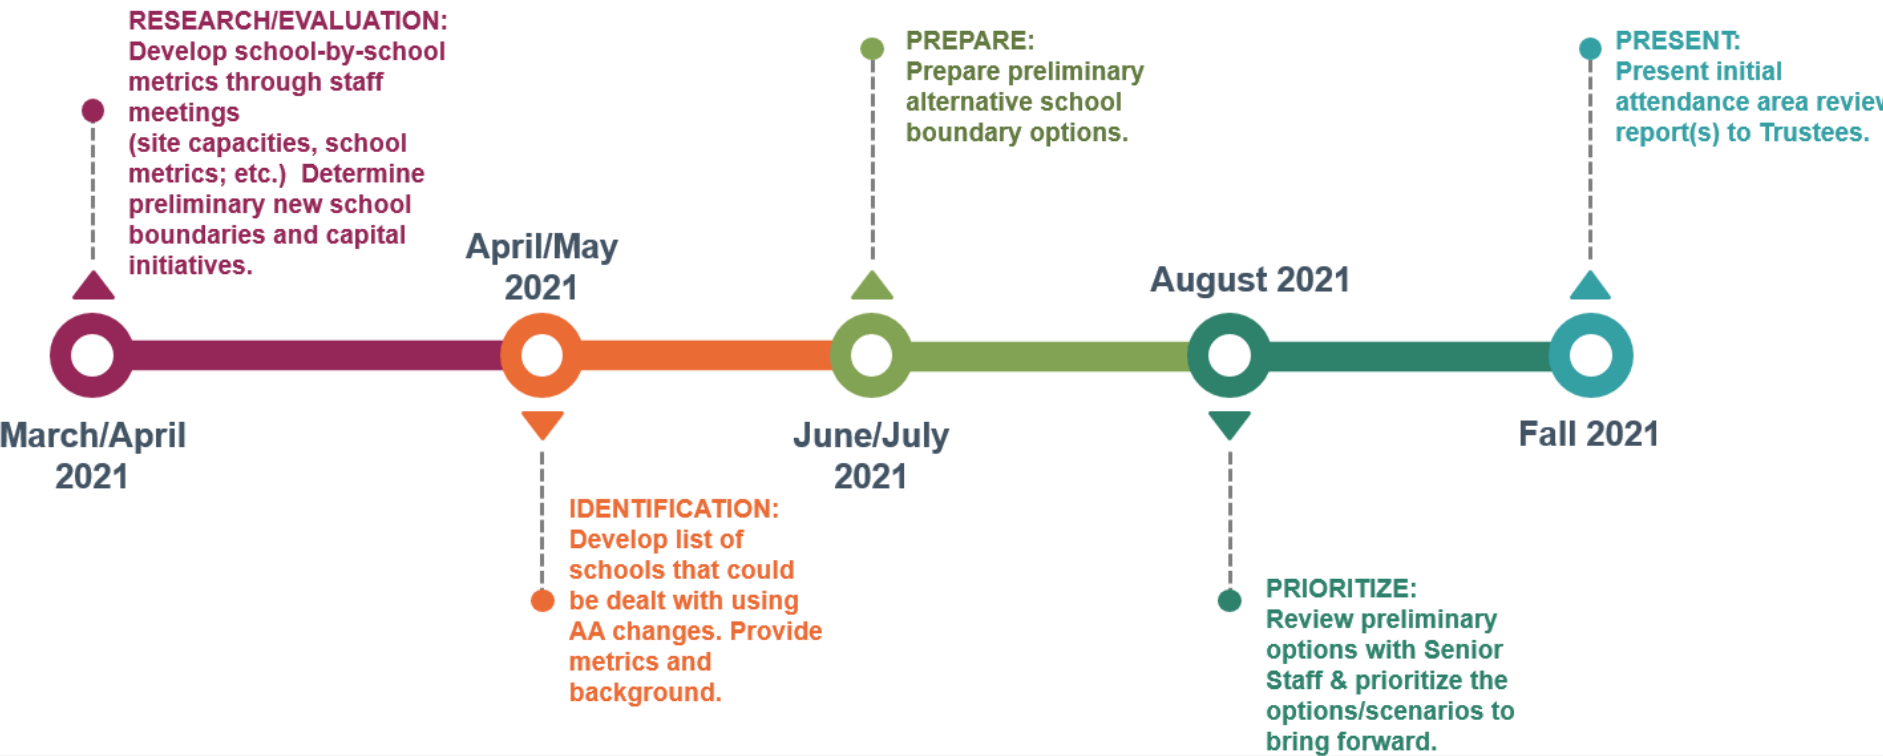 RESEARCH/EVALUATION:
Develop school-by-school
metrics through staff
meetings
(site capacities, school
metrics; etc.)  Determine
preliminary new school
boundaries and capital
initiatives.
March/April
2021
April/May
2021
IDENTIFICATION:
Develop list of
schools that could
be dealt with using
AA changes. Provide
metrics and
background.
PREPARE:
Prepare preliminary
alternative school
boundary options.
June/July
2021
August 2021
PRIORITIZE:
Review preliminary
options with Senior
Staff & prioritize the
options/scenarios to
bring forward.
PRESENT:
Present initial
attendance area review
report(s) to Trustees.
Fall 2021